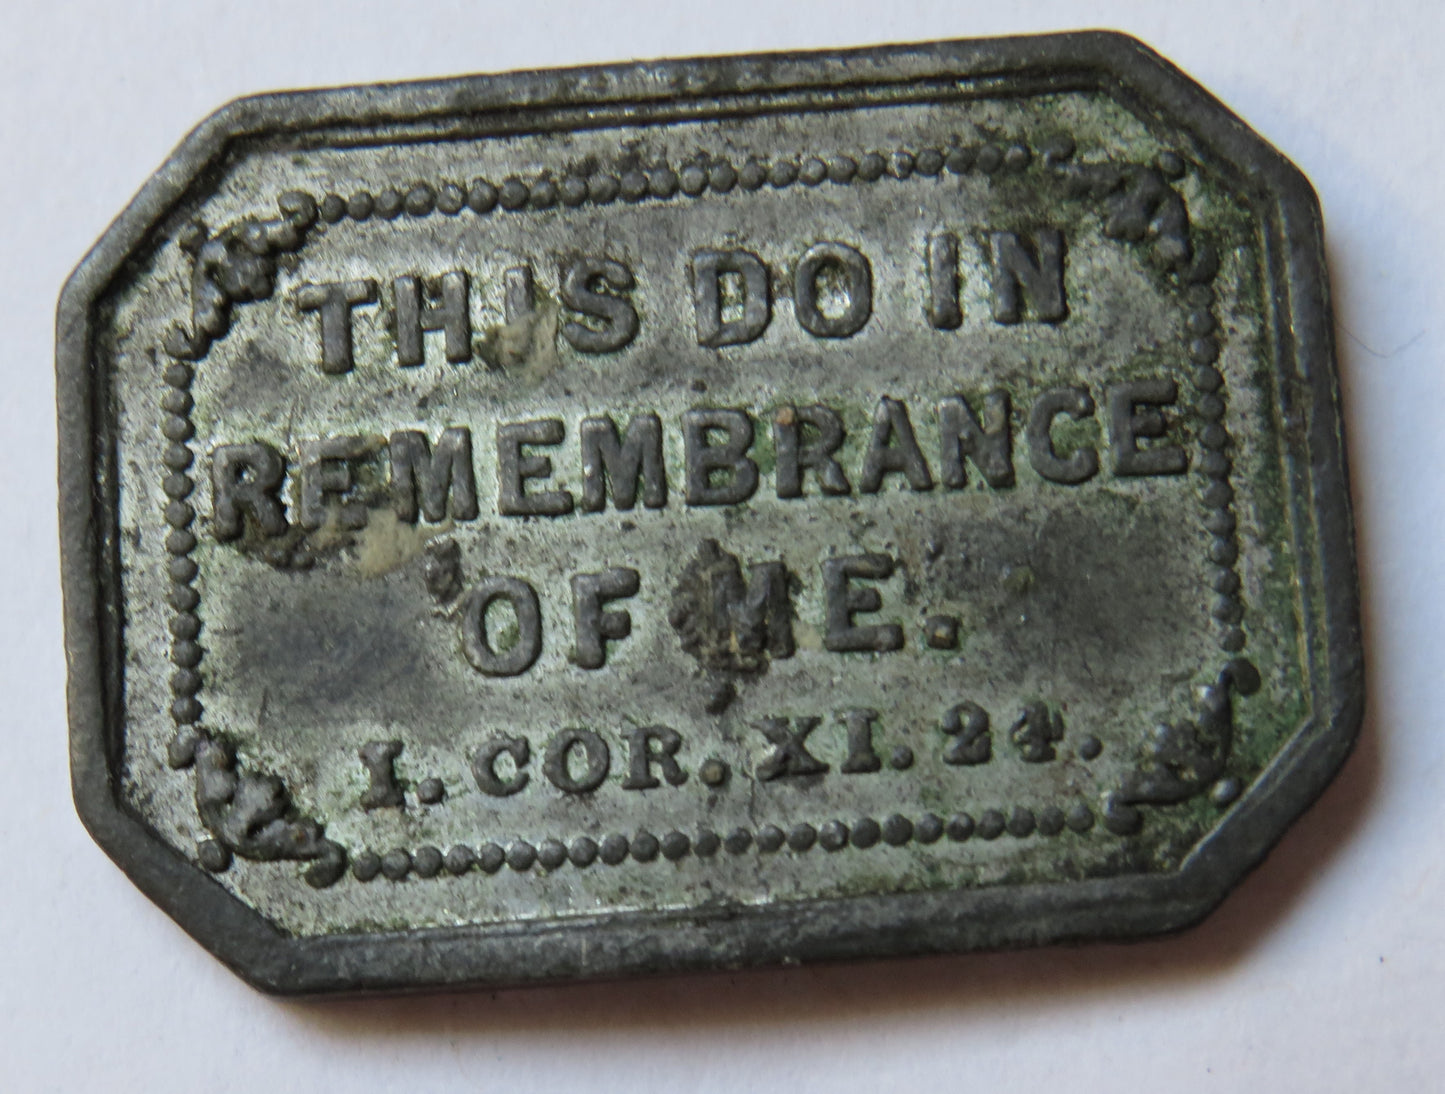 THIS DO IN
REMEMBRANCE
OF ME.
I. COR. XI. 24.